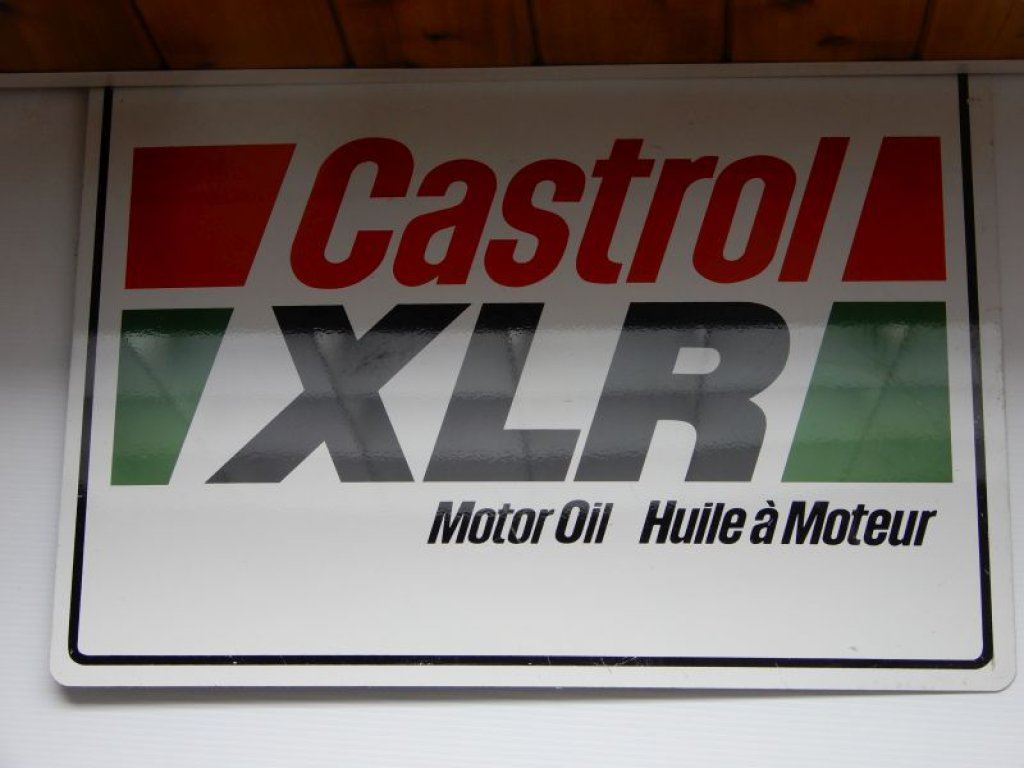 Castrol
XLR
Motor Oil Huile à Moteur